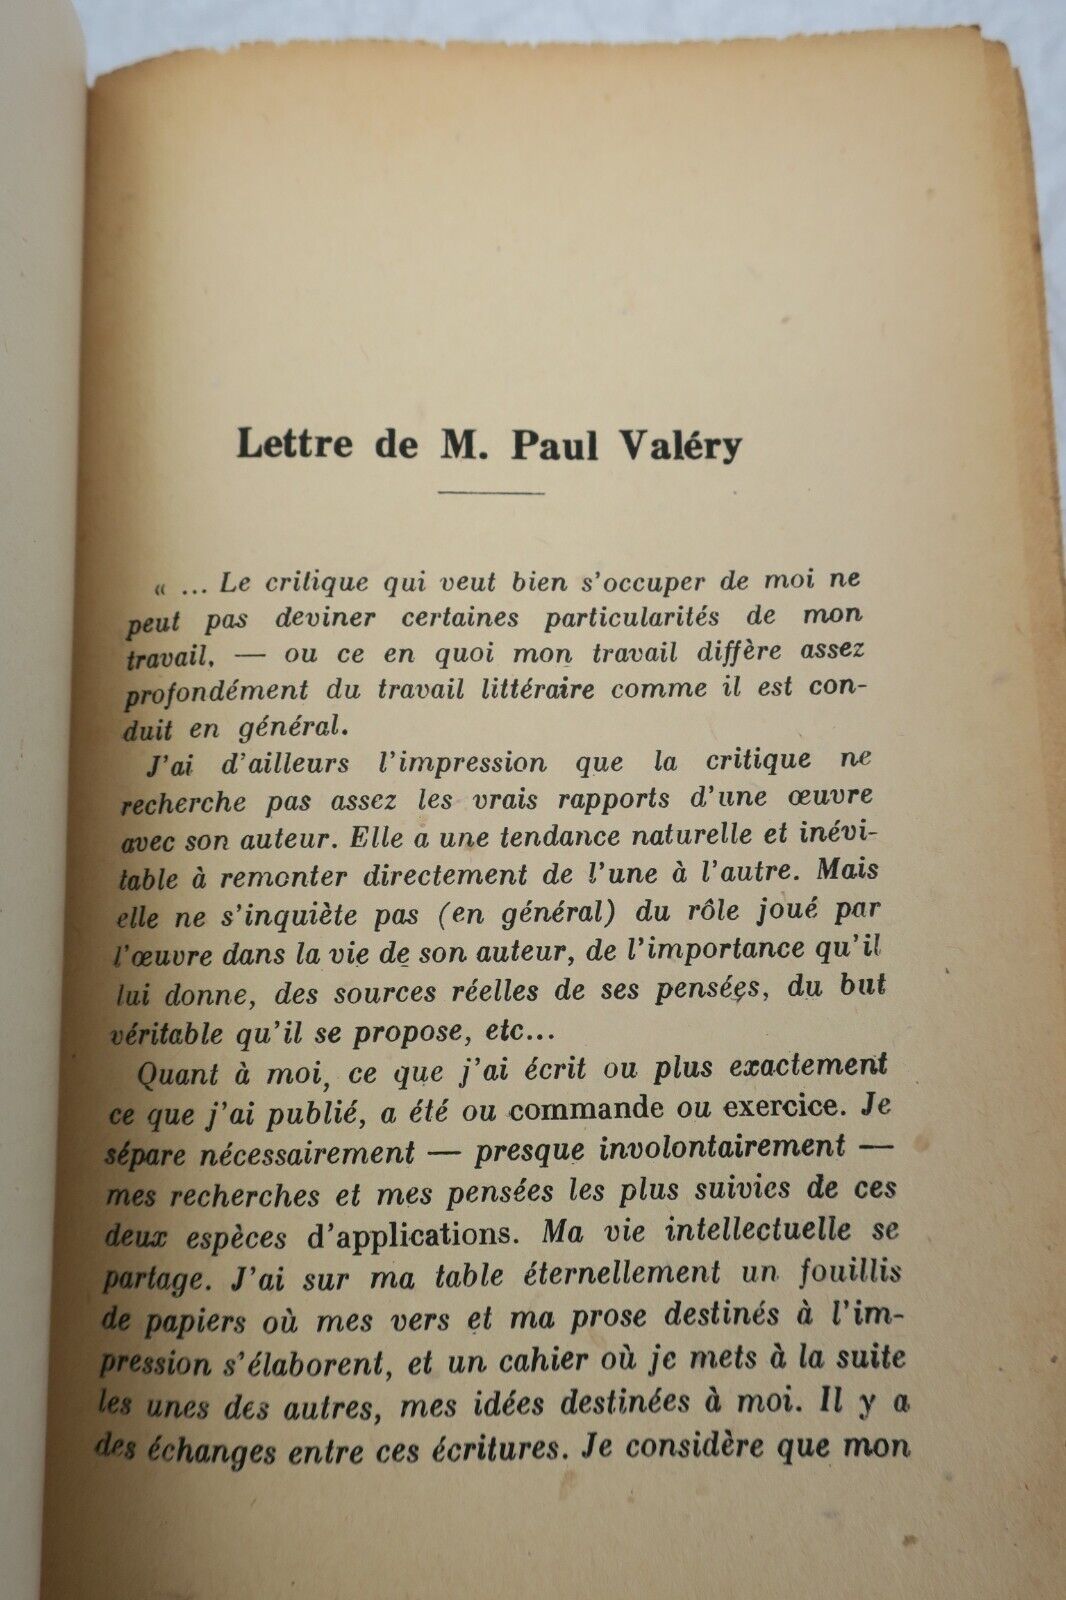 Lettre de M. Paul Valéry
« ... Le critique qui veut bien s'occuper de moi ne
peut pas deviner certaines particularités de mon
travail, — ou ce en quoi mon travail diffère assez
profondément du travail littéraire comme il est con-
duit en général.
J'ai d'ailleurs l'impression que la critique ne
recherche pas assez les vrais rapports d'une œuvre
avec son auteur. Elle a une tendance naturelle et inévi-
table à remonter directement de l'une à l'autre. Mais
elle ne s'inquiète pas (en général) du rôle joué par
l'œuvre dans la vie de son auteur, de l'importance qu'il
lui donne, des sources réelles de ses pensées, du but
véritable qu'il se propose, etc...
Quant à moi, ce que j'ai écrit ou plus exactement
ce que j'ai publié, a été ou commande ou exercice. Je
sépare nécessairement — presque involontairement —
mes recherches et mes pensées les plus suivies de ces
deux espèces d'applications. Ma vie intellectuelle se
partage. J'ai sur ma table éternellement un fouillis
de papiers où mes vers et ma prose destinés à l'im-
pression s'élaborent, et un cahier où je mets à la suite
les unes des autres, mes idées destinées à moi. Il y a
des échanges entre ces écritures. Je considère que mon